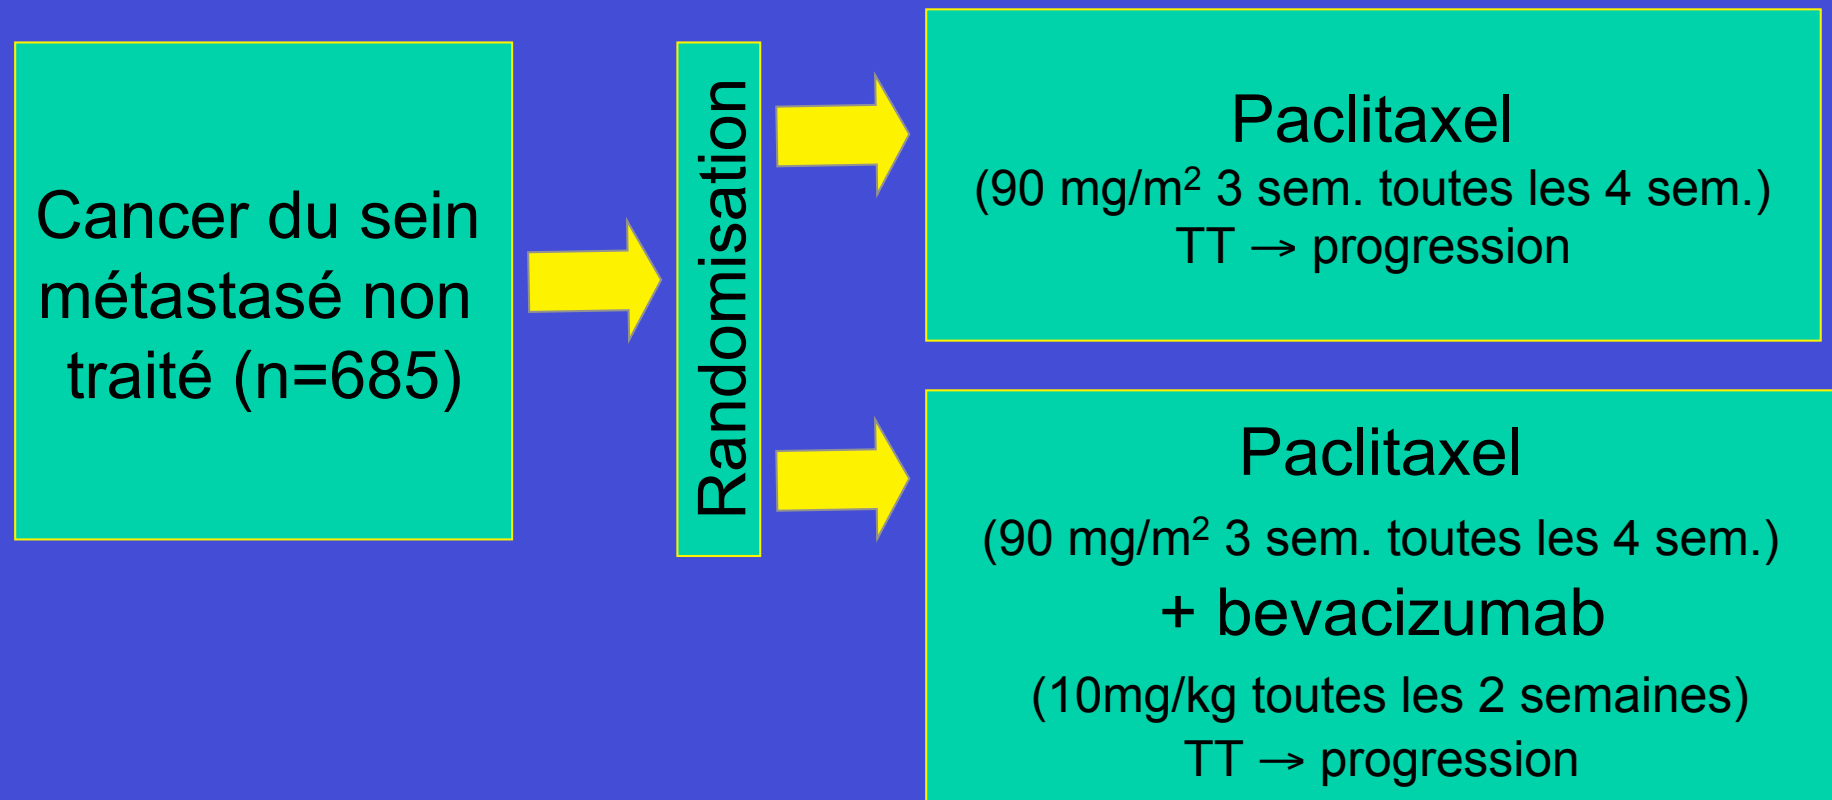 Cancer du sein
métastasé non
traité (n=685)
Randomisation
Paclitaxel
(90 mg/m² 3 sem. toutes les 4 sem.)
TT → progression
Paclitaxel
(90 mg/m² 3 sem. toutes les 4 sem.)
+ bevacizumab
(10mg/kg toutes les 2 semaines)
TT → progression